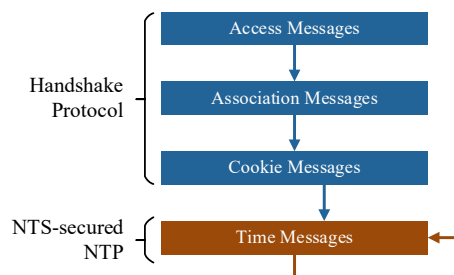 Access Messages
Handshake
Protocol
Association Messages
Cookie Messages
NTS-secured
NTP
Time Messages